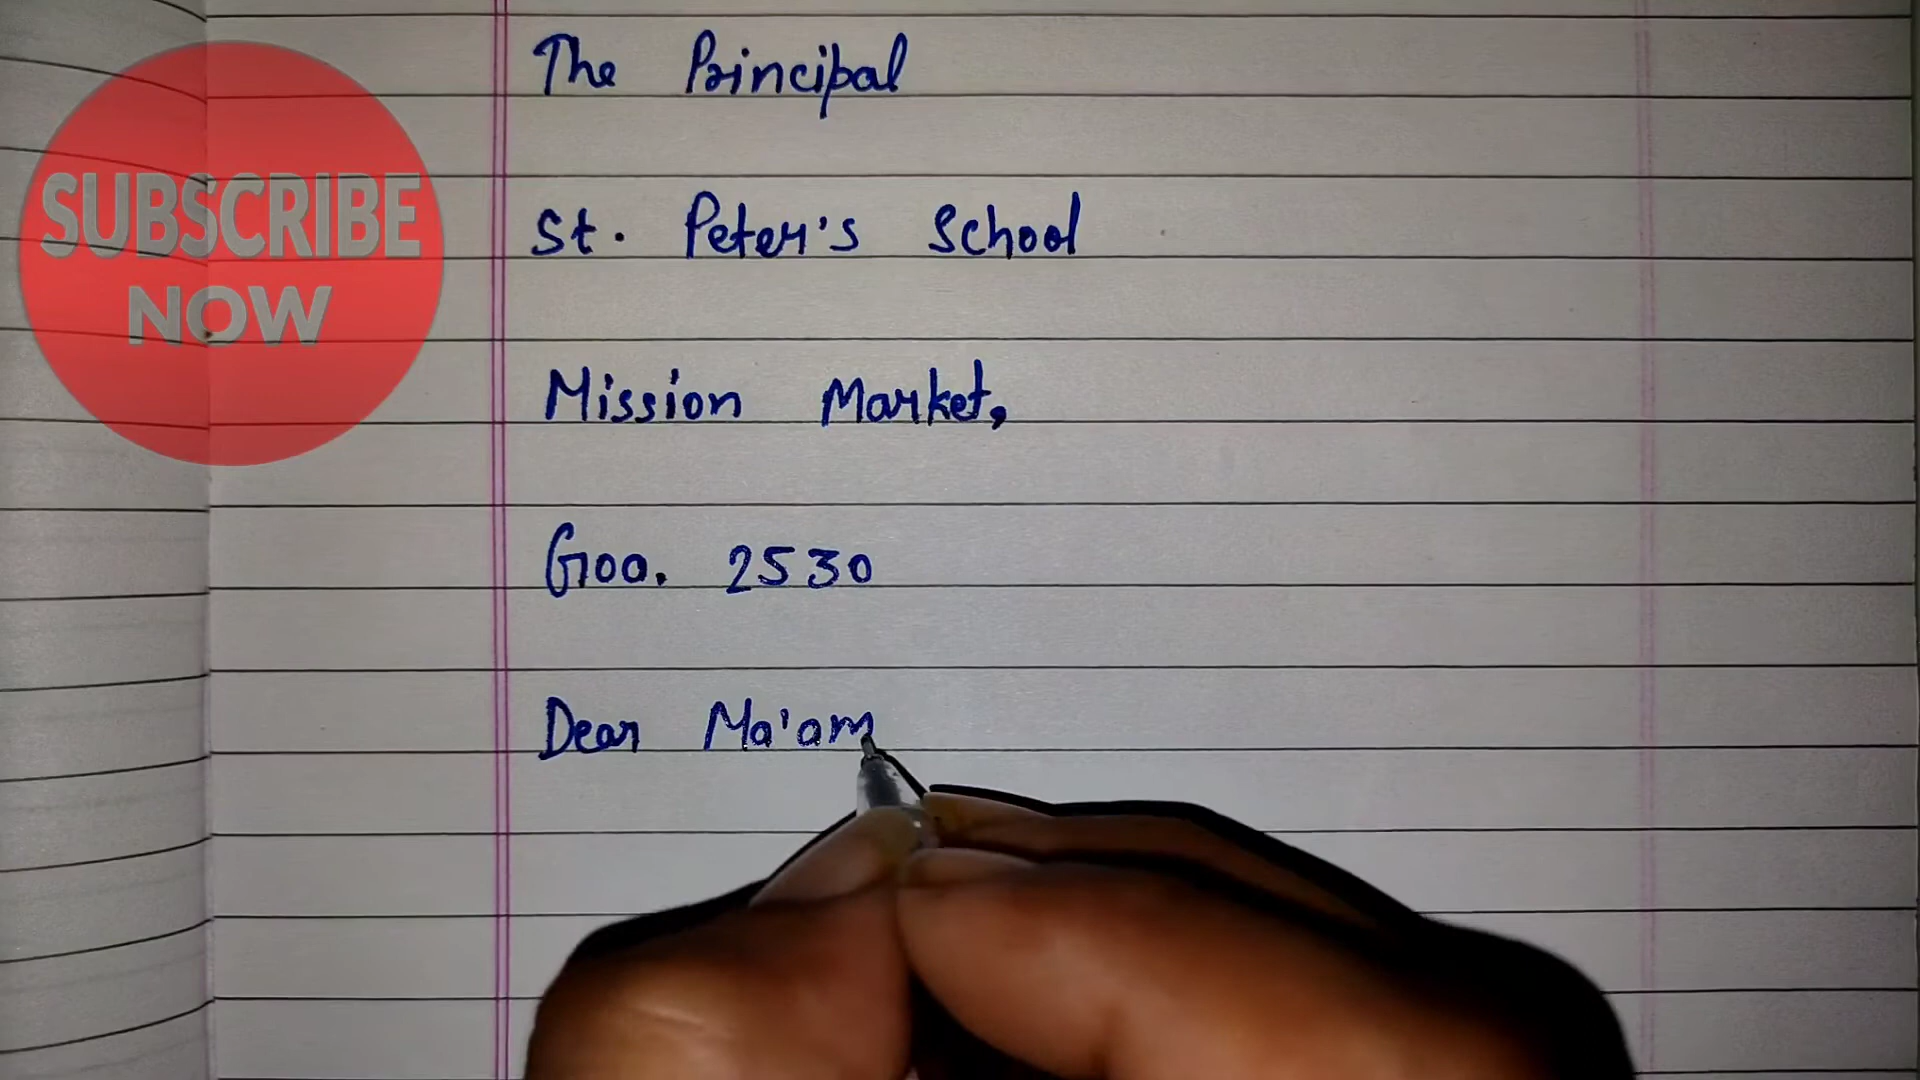 The Principal
St. Peter's School
Mission Market,
Goa. 2530
Dear Ma'am
SUBSCRIBE
NOW